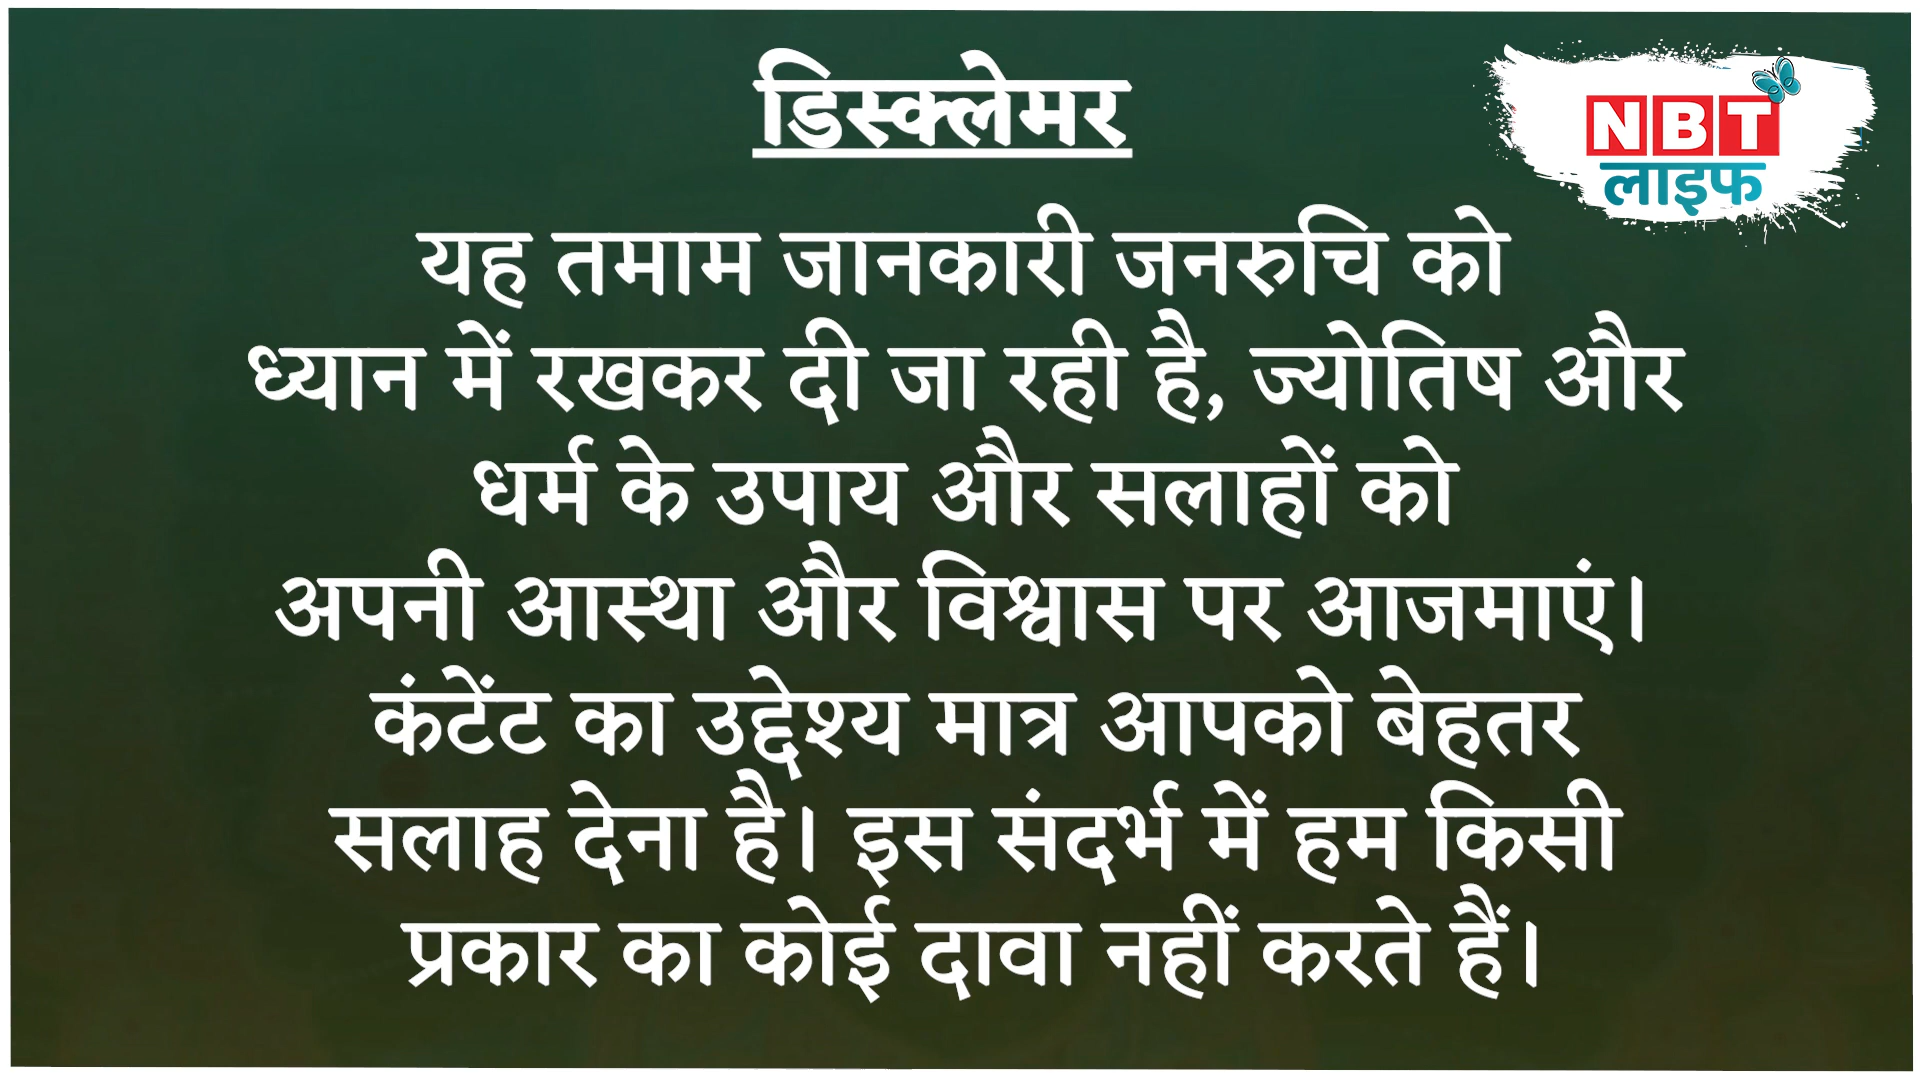 डिस्क्लेमर
NBT
लाइफ
यह तमाम जानकारी जनरुचि को
ध्यान में रखकर दी जा रही है, ज्योतिष और
धर्म के उपाय और सलाहों को
अपनी आस्था और विश्वास पर आजमाएं।
कंटेंट का उद्देश्य मात्र आपको बेहतर
सलाह देना है। इस संदर्भ में हम किसी
प्रकार का कोई दावा नहीं करते हैं।